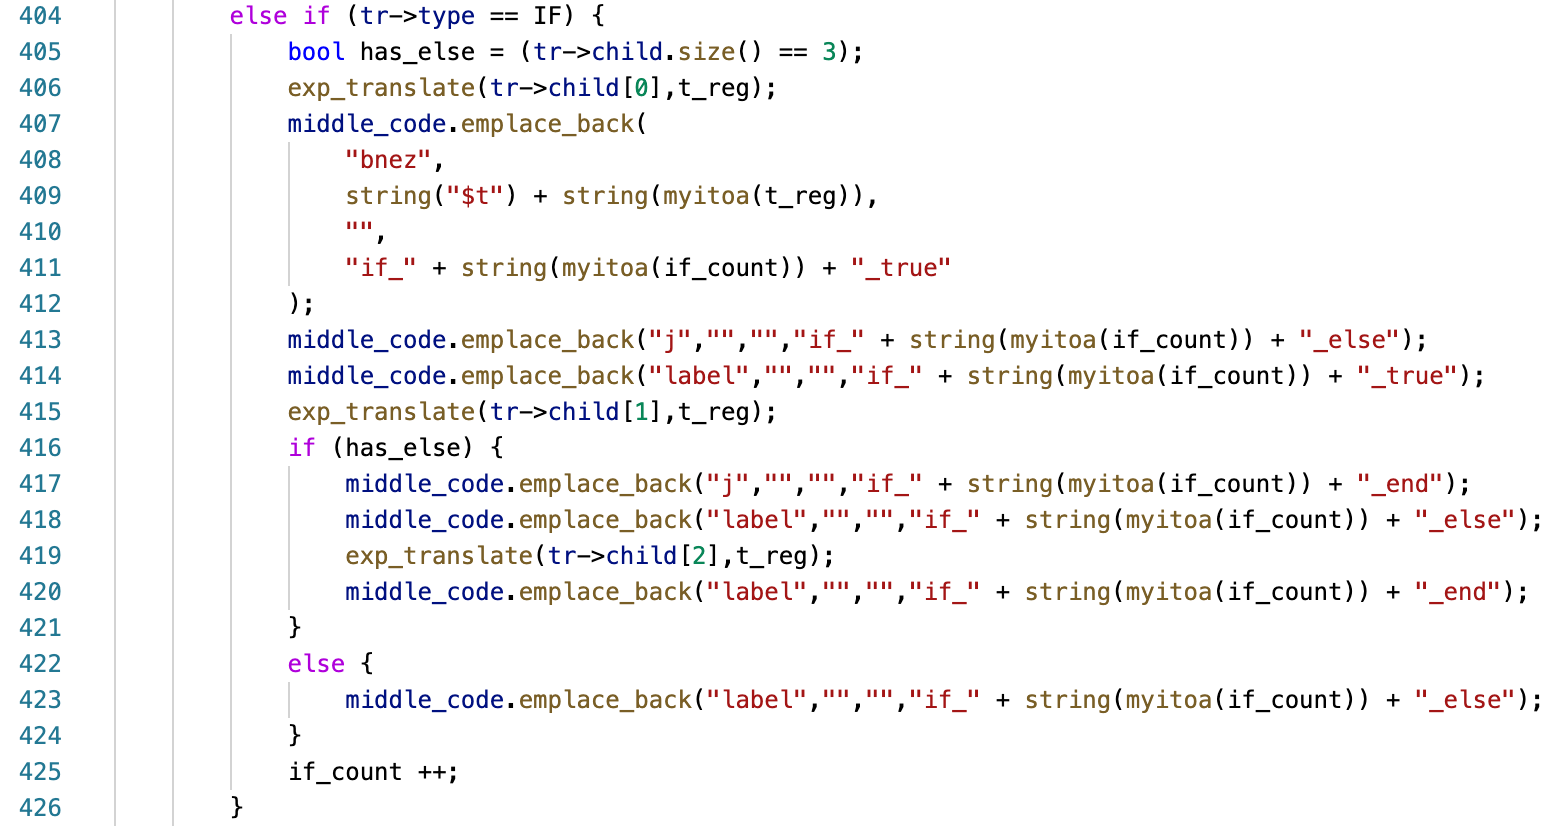 404 else if (tr->type == IF) {
405 bool has_else = (tr->child.size() == 3);
406 exp_translate(tr->child[0],t_reg);
407 middle_code.emplace_back(
408 "bnez",
409 string("$t") + string(myitoa(t_reg)),
410 "",
411 "if_" + string(myitoa(if_count)) + "_true"
412 );
413 middle_code.emplace_back("j","","","if_" + string(myitoa(if_count)) + "_else");
414 middle_code.emplace_back("label","","","if_" + string(myitoa(if_count)) + "_true");
415 exp_translate(tr->child[1],t_reg);
416 if (has_else) {
417 middle_code.emplace_back("j","","","if_" + string(myitoa(if_count)) + "_end");
418 middle_code.emplace_back("label","","","if_" + string(myitoa(if_count)) + "_else");
419 exp_translate(tr->child[2],t_reg);
420 middle_code.emplace_back("label","","","if_" + string(myitoa(if_count)) + "_end");
421 }
422 else {
423 middle_code.emplace_back("label","","","if_" + string(myitoa(if_count)) + "_else");
424 }
425 if_count ++;
426 }